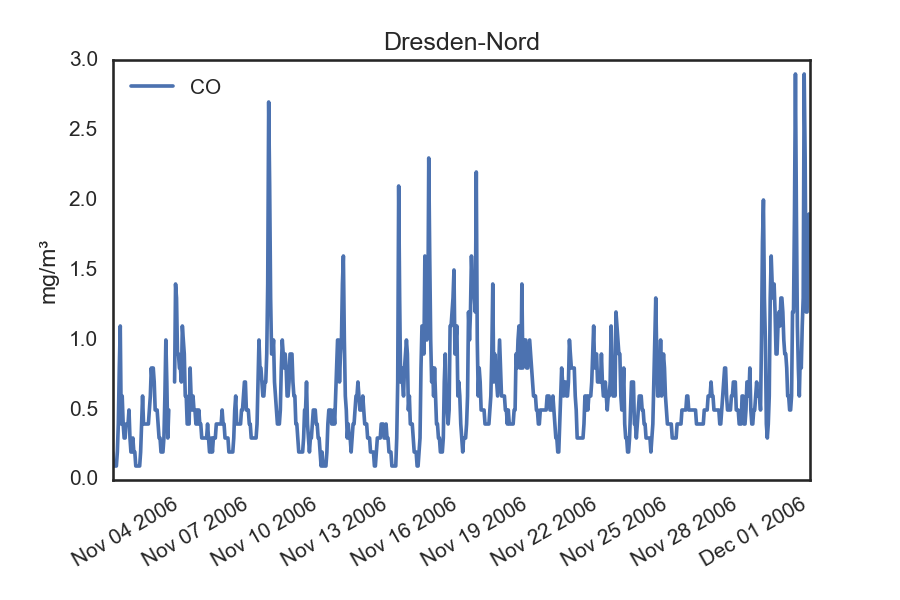 Dresden-Nord
CO
mg/m³
3.0
2.5
2.0
1.5
1.0
0.5
0.0
Nov 04 2006
Nov 07 2006
Nov 10 2006
Nov 13 2006
Nov 16 2006
Nov 19 2006
Nov 22 2006
Nov 25 2006
Nov 28 2006
Dec 01 2006